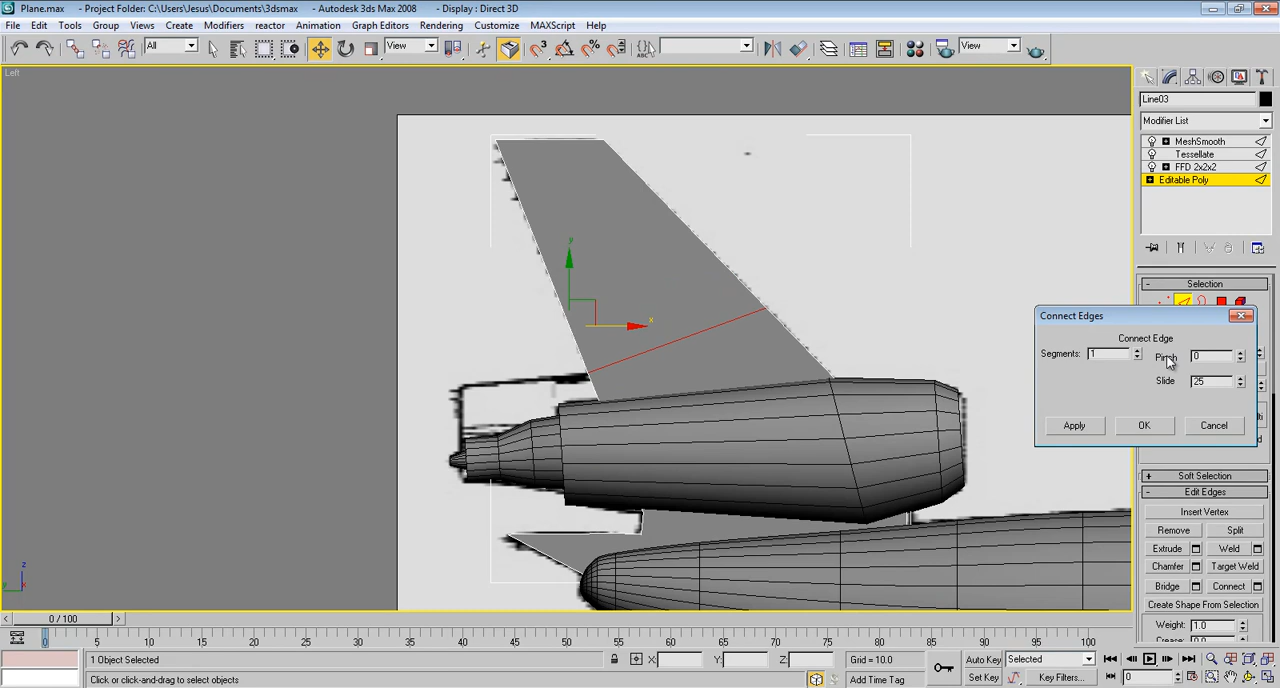 Plane.max - Project Folder: C:\Users\Jesus\Documents\3dsmax - Autodesk 3ds Max 2008 - Display : Direct 3D
File Edit Tools Group Views Create Modifiers reactor Animation Graph Editors Rendering Customize MAXScript Help
All View View
Left
Line03
Modifier List
MeshSmooth
Tessellate
FFD 2x2x2
Editable Poly
Selection
Connect Edges
Connect Edge
Segments: 1 Pinch 0
Slide 25
Apply OK Cancel
Soft Selection
Edit Edges
Insert Vertex
Remove Split
Extrude Weld
Chamfer Target Weld
Bridge Connect
Create Shape From Selection
Weight: 1.0
y
x
z
y x
0 / 100
0 5 10 15 20 25 30 35 40 45 50 55 60 65 70 75 80 85 90 95 100
1 Object Selected X: Y: Z: Grid = 10.0 Auto Key Selected
Click or click-and-drag to select objects Add Time Tag Set Key Key Filters... 0